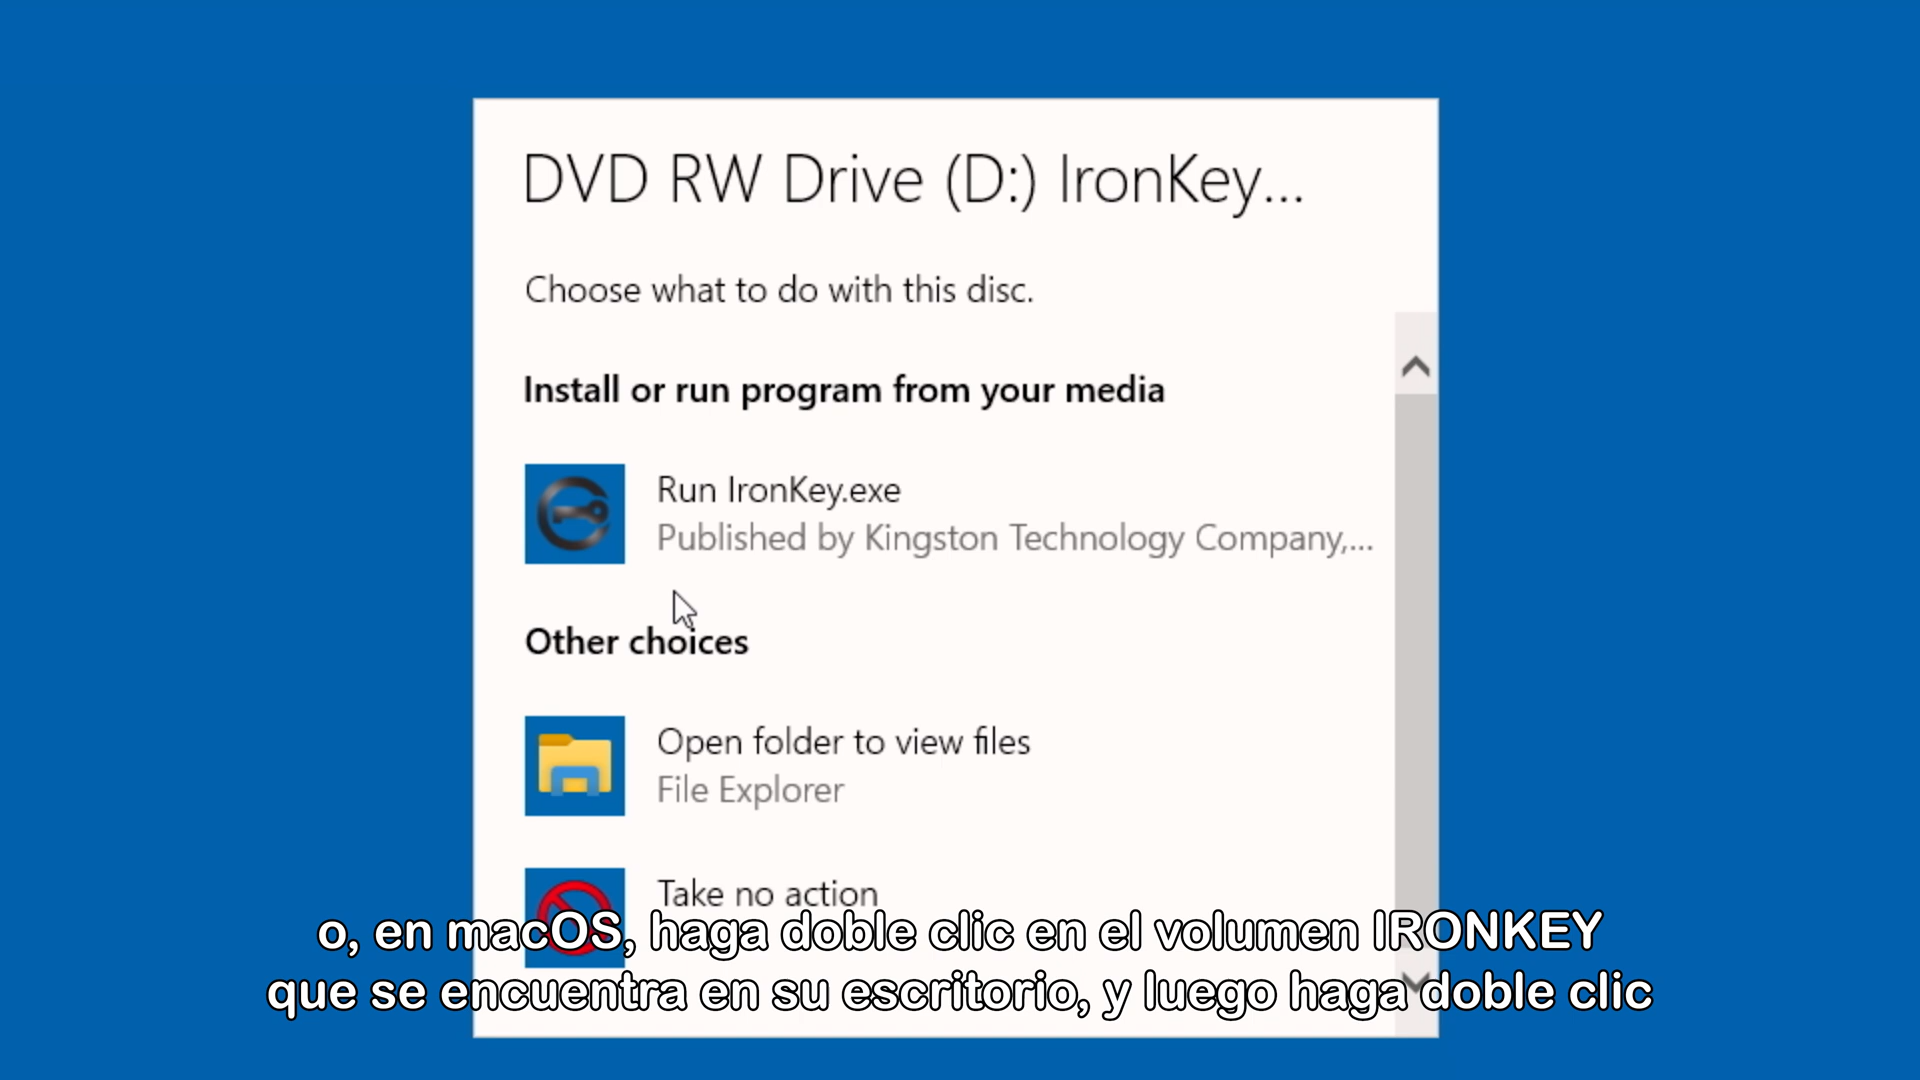 DVD RW Drive (D:) IronKey...
Choose what to do with this disc.
Install or run program from your media
Run IronKey.exe
Published by Kingston Technology Company,...
Other choices
Open folder to view files
File Explorer
Take no action
o, en macOS, haga doble clic en el volumen IRONKEY
que se encuentra en su escritorio, y luego haga doble clic